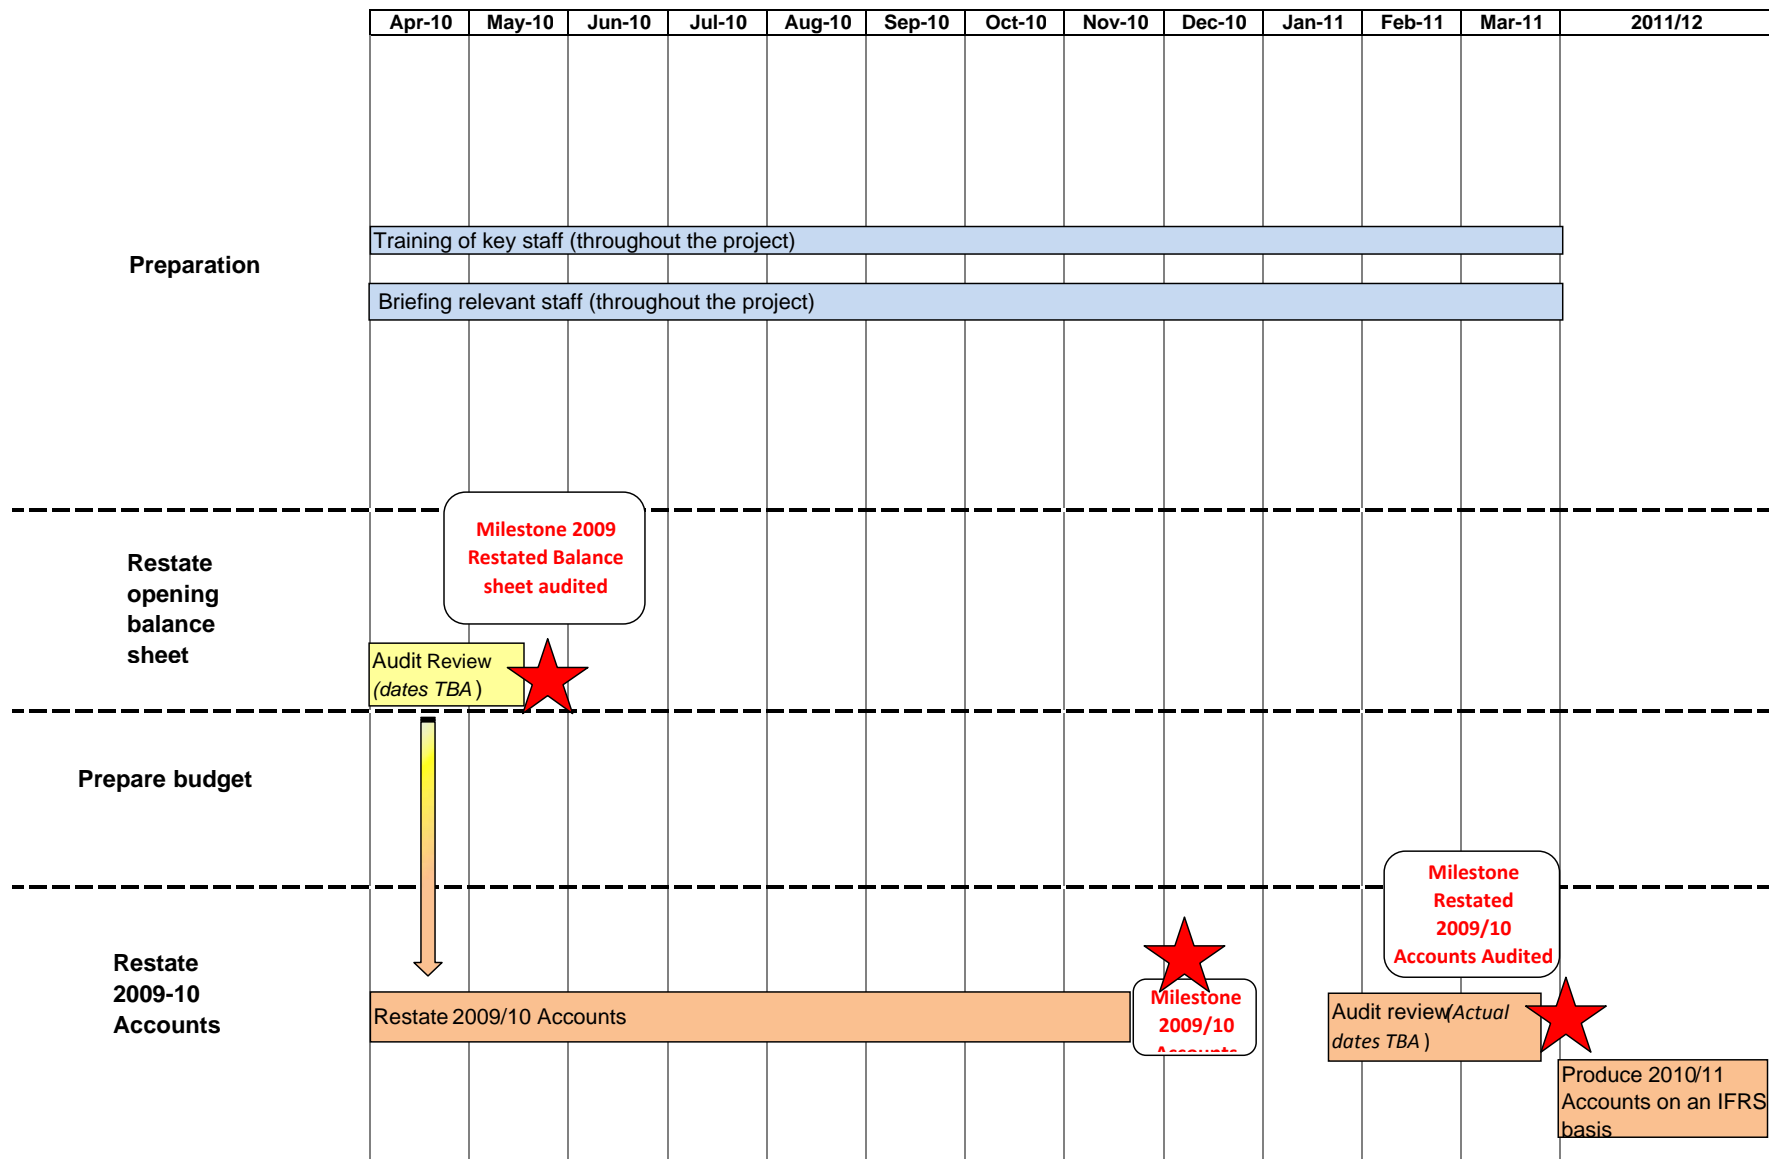 Apr-10 May-10 Jun-10 Jul-10 Aug-10 Sep-10 Oct-10 Nov-10 Dec-10 Jan-11 Feb-11 Mar-11 2011/12
Training of key staff (throughout the project)
Preparation
Briefing relevant staff (throughout the project)
Milestone 2009
Restated Balance
sheet audited
Restate
opening
balance
sheet
Audit Review
(dates TBA )
Prepare budget
Milestone
Restated
2009/10
Accounts Audited
Restate
2009-10
Accounts
Restate 2009/10 Accounts
Milestone
2009/10
Accounts
Audit review (Actual
dates TBA )
Produce 2010/11
Accounts on an IFRS
basis